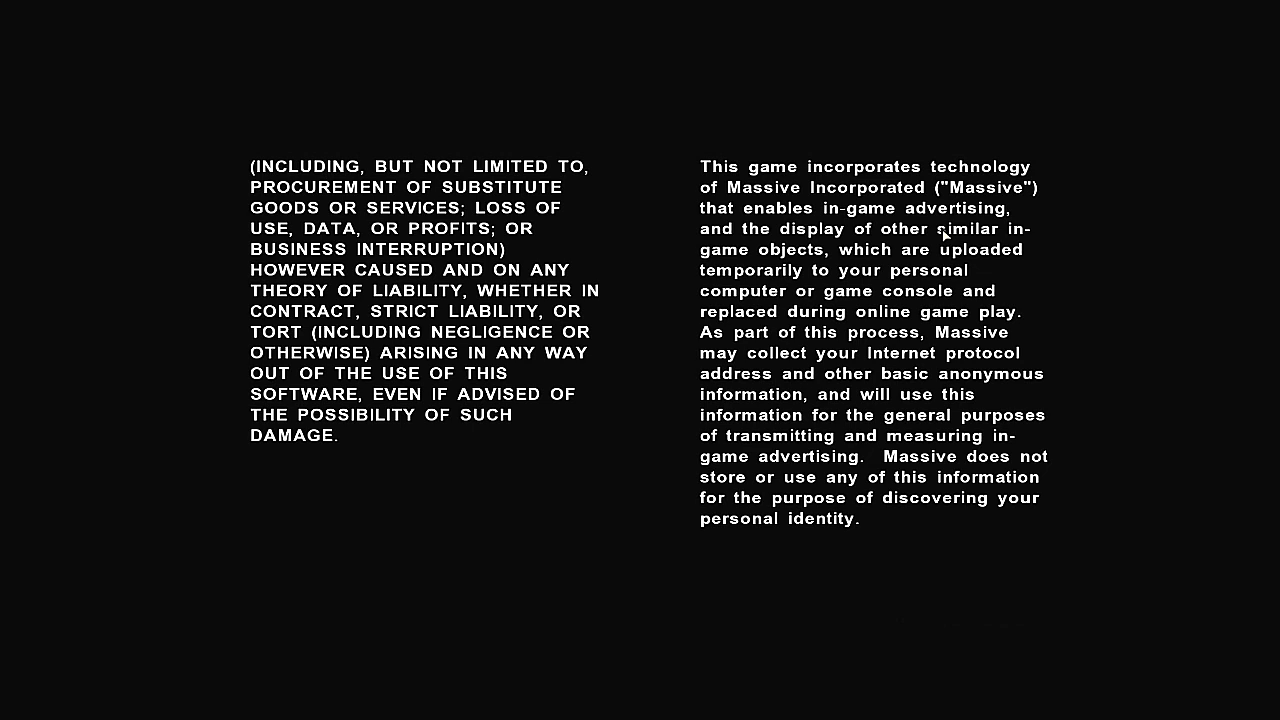 (INCLUDING, BUT NOT LIMITED TO,
PROCUREMENT OF SUBSTITUTE
GOODS OR SERVICES; LOSS OF
USE, DATA, OR PROFITS; OR
BUSINESS INTERRUPTION)
HOWEVER CAUSED AND ON ANY
THEORY OF LIABILITY, WHETHER IN
CONTRACT, STRICT LIABILITY, OR
TORT (INCLUDING NEGLIGENCE OR
OTHERWISE) ARISING IN ANY WAY
OUT OF THE USE OF THIS
SOFTWARE, EVEN IF ADVISED OF
THE POSSIBILITY OF SUCH
DAMAGE.
This game incorporates technology
of Massive Incorporated ("Massive")
that enables in-game advertising,
and the display of other similar in-
game objects, which are uploaded
temporarily to your personal
computer or game console and
replaced during online game play.
As part of this process, Massive
may collect your Internet protocol
address and other basic anonymous
information, and will use this
information for the general purposes
of transmitting and measuring in-
game advertising.  Massive does not
store or use any of this information
for the purpose of discovering your
personal identity.